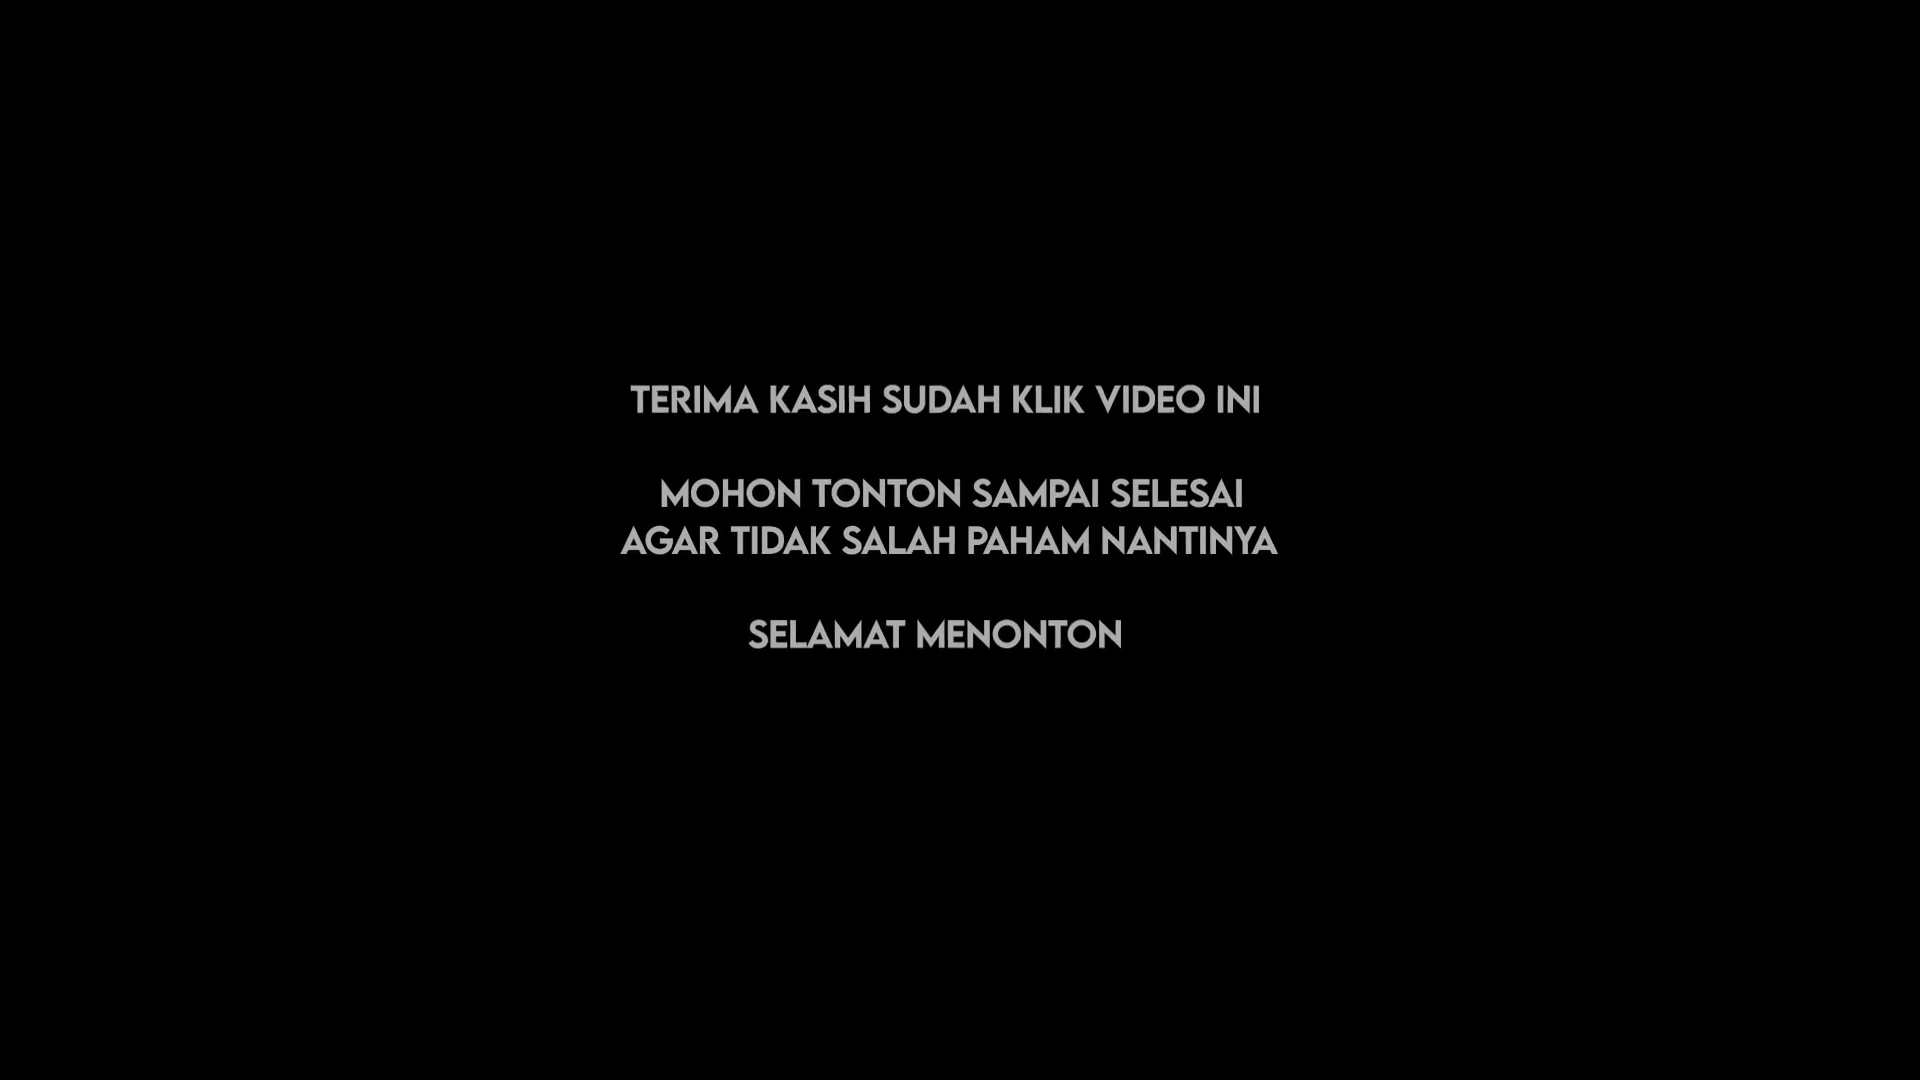 TERIMA KASIH SUDAH KLIK VIDEO INI
MOHON TONTON SAMPAI SELESAI
AGAR TIDAK SALAH PAHAM NANTINYA
SELAMAT MENONTON